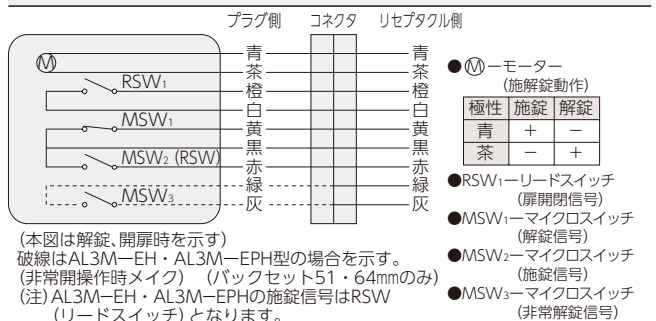 プラグ側 コネクタ リセプタクル側
M
RSW₁
MSW₁
MSW₂ (RSW)
MSW₃
青 青
茶 茶
橙 橙
白 白
黄 黄
黒 黒
赤 赤
緑 緑
灰 灰
(本図は解錠、開扉時を示す)
破線はAL3M−EH・AL3M−EPH型の場合を示す。
(非常開操作時メイク) (バックセット51・64㎜のみ)
(注)AL3M−EH・AL3M−EPHの施錠信号はRSW
(リードスイッチ)となります。
●Ⓜ−モーター
(施解錠動作)
極性 施錠 解錠
青 + −
茶 − +
●RSW₁−リードスイッチ
(扉開閉信号)
●MSW₁−マイクロスイッチ
(解錠信号)
●MSW₂−マイクロスイッチ
(施錠信号)
●MSW₃−マイクロスイッチ
(非常解錠信号)